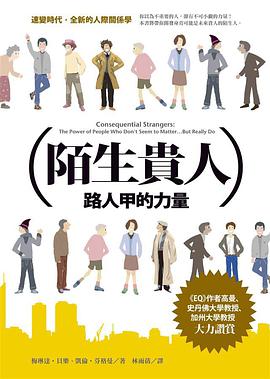 速變時代．全新的人際關係學
你以為不重要的人，卻有不可小覷的力量！
本書將帶你開發身而可能是未來貴人的陌生人。
Consequential Strangers:
The Power of People Who Don't Seem to Matter...But Really Do
（陌生貴人）
路人甲的力量
《EQ》作者高曼、
史丹佛大學教授、
加州大學教授
大力讚賞
梅琳達・貝樂、凱倫・芬格曼／著 林雨蒨／譯